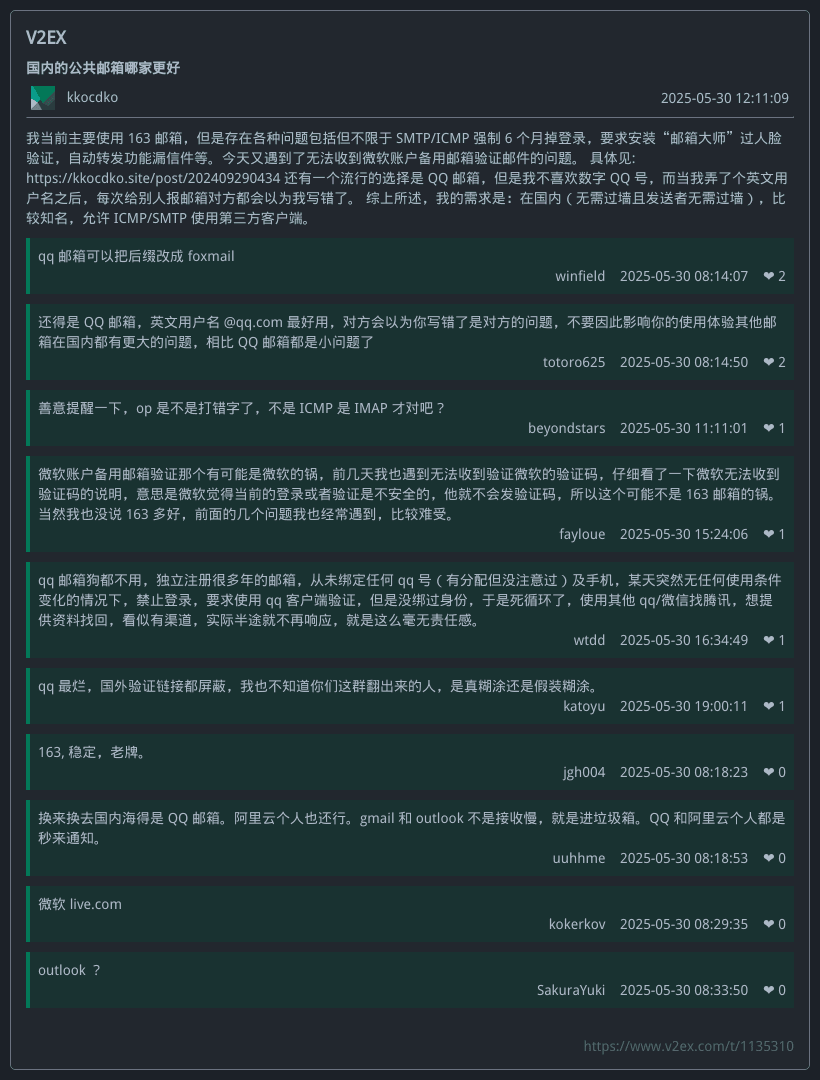 V2EX
国内的公共邮箱哪家更好
kkocdko
2025-05-30 12:11:09
我当前主要使用 163 邮箱，但是存在各种问题包括但不限于 SMTP/ICMP 强制 6 个月掉登录，要求安装“邮箱大师”过人脸
验证，自动转发功能漏信件等。今天又遇到了无法收到微软账户备用邮箱验证邮件的问题。 具体见:
https://kkocdko.site/post/202409290434 还有一个流行的选择是 QQ 邮箱，但是我不喜欢数字 QQ 号，而当我弄了个英文用
户名之后，每次给别人报邮箱对方都会以为我写错了。 综上所述，我的需求是：在国内（无需过墙且发送者无需过墙），比
较知名，允许 ICMP/SMTP 使用第三方客户端。
qq 邮箱可以把后缀改成 foxmail
winfield 2025-05-30 08:14:07 ❤ 2
还得是 QQ 邮箱，英文用户名 @qq.com 最好用，对方会以为你写错了是对方的问题，不要因此影响你的使用体验其他邮
箱在国内都有更大的问题，相比 QQ 邮箱都是小问题了
totoro625 2025-05-30 08:14:50 ❤ 2
善意提醒一下，op 是不是打错字了，不是 ICMP 是 IMAP 才对吧？
beyondstars 2025-05-30 11:11:01 ❤ 1
微软账户备用邮箱验证那个有可能是微软的锅，前几天我也遇到无法收到验证微软的验证码，仔细看了一下微软无法收到
验证码的说明，意思是微软觉得当前的登录或者验证是不安全的，他就不会发验证码，所以这个可能不是 163 邮箱的锅。
当然我也没说 163 多好，前面的几个问题我也经常遇到，比较难受。
fayloue 2025-05-30 15:24:06 ❤ 1
qq 邮箱狗都不用，独立注册很多年的邮箱，从未绑定任何 qq 号（有分配但没注意过）及手机，某天突然无任何使用条件
变化的情况下，禁止登录，要求使用 qq 客户端验证，但是没绑过身份，于是死循环了，使用其他 qq/微信找腾讯，想提
供资料找回，看似有渠道，实际半途就不再响应，就是这么毫无责任感。
wtdd 2025-05-30 16:34:49 ❤ 1
qq 最烂，国外验证链接都屏蔽，我也不知道你们这群翻出来的人，是真糊涂还是假装糊涂。
katoyu 2025-05-30 19:00:11 ❤ 1
163, 稳定，老牌。
jgh004 2025-05-30 08:18:23 ❤ 0
换来换去国内海得是 QQ 邮箱。阿里云个人也还行。gmail 和 outlook 不是接收慢，就是进垃圾箱。QQ 和阿里云个人都是
秒来通知。
uuhhme 2025-05-30 08:18:53 ❤ 0
微软 live.com
kokerkov 2025-05-30 08:29:35 ❤ 0
outlook ？
SakuraYuki 2025-05-30 08:33:50 ❤ 0
https://www.v2ex.com/t/1135310